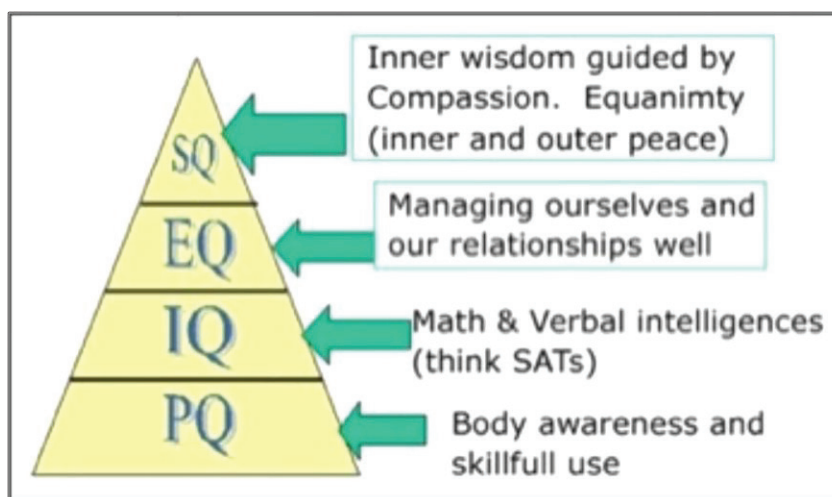 Inner wisdom guided by
Compassion. Equanimty
(inner and outer peace)
SQ
Managing ourselves and
our relationships well
EQ
Math & Verbal intelligences
(think SATs)
IQ
Body awareness and
skillfull use
PQ